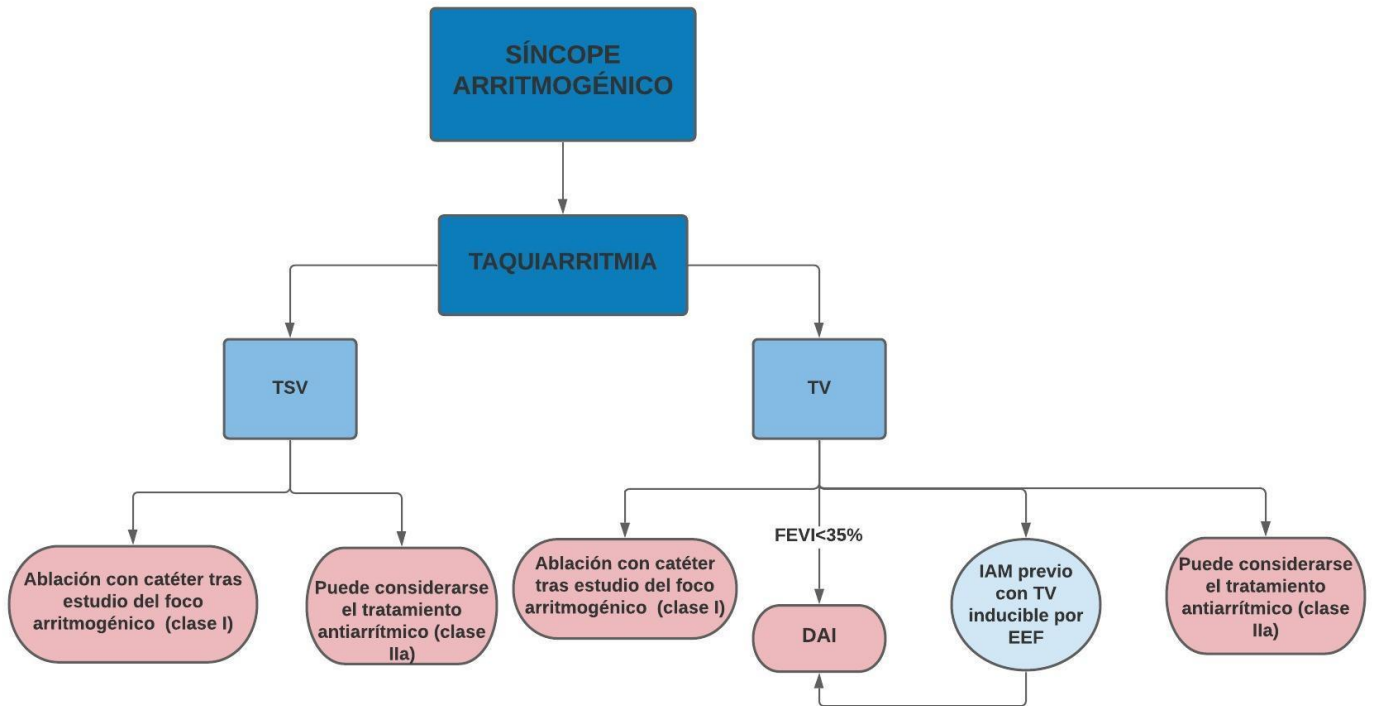 SÍNCOPE
ARRITMOGÉNICO
TAQUIARRITMIA
TSV
TV
Ablación con catéter tras
estudio del foco
arritmogénico (clase I)
Puede considerarse
el tratamiento
antiarrítmico (clase
IIa)
Ablación con catéter
tras estudio del foco
arritmogénico (clase I)
FEVI<35%
DAI
IAM previo
con TV
inducible por
EEF
Puede considerarse
el tratamiento
antiarrítmico (clase
IIa)